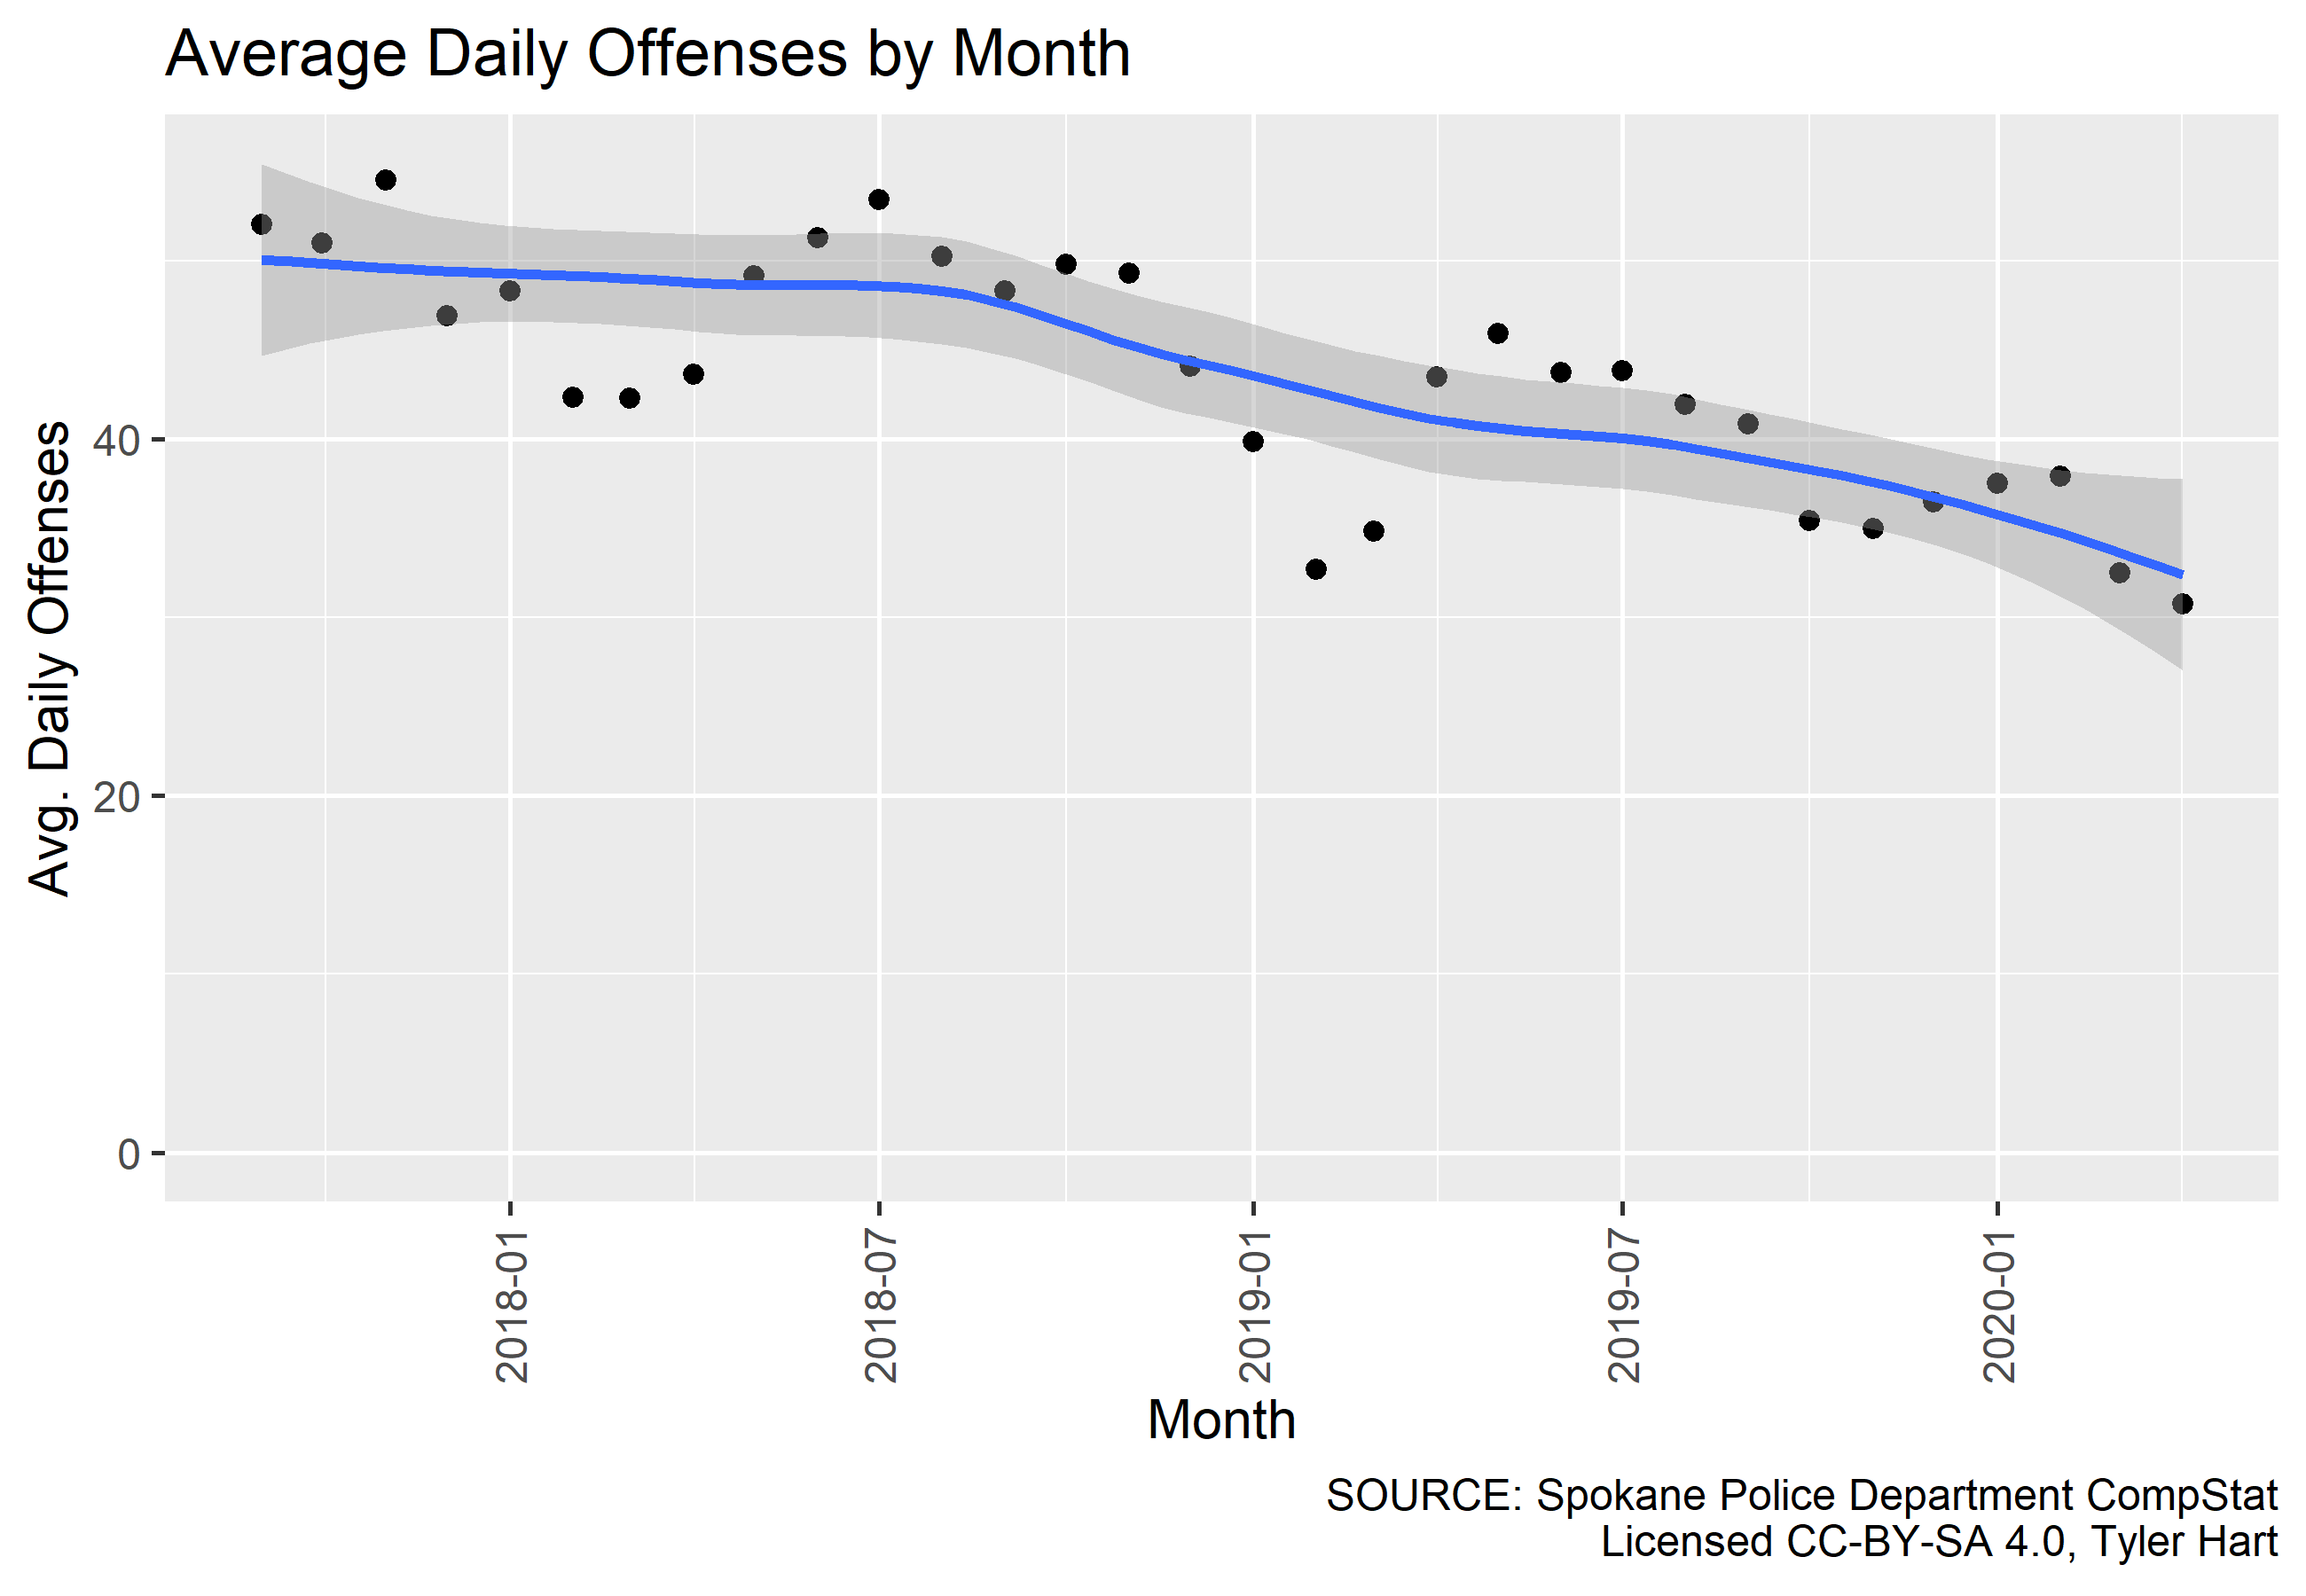 Average Daily Offenses by Month
Avg. Daily Offenses
40
20
0
2018-01
2018-07
2019-01
2019-07
2020-01
Month
SOURCE: Spokane Police Department CompStat
Licensed CC-BY-SA 4.0, Tyler Hart